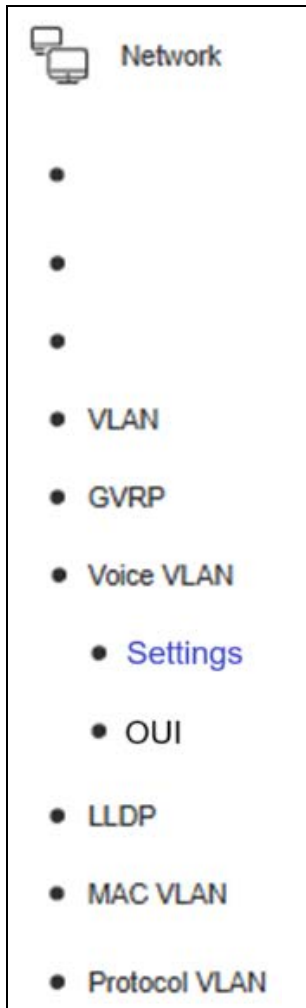 Network
VLAN
GVRP
Voice VLAN
Settings
OUI
LLDP
MAC VLAN
Protocol VLAN